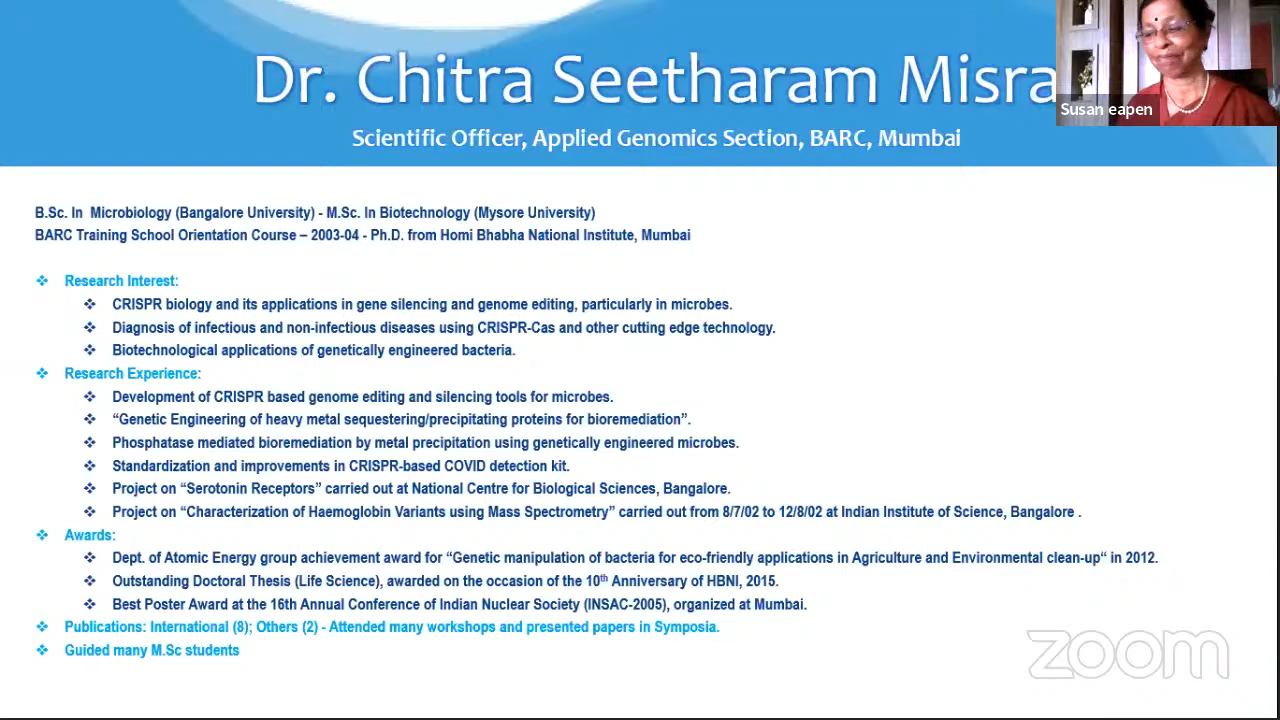 Dr. Chitra Seetharam Misra
Susan eapen
Scientific Officer, Applied Genomics Section, BARC, Mumbai
B.Sc. In Microbiology (Bangalore University) - M.Sc. In Biotechnology (Mysore University)
BARC Training School Orientation Course – 2003-04 - Ph.D. from Homi Bhabha National Institute, Mumbai
❖ Research Interest:
❖ CRISPR biology and its applications in gene silencing and genome editing, particularly in microbes.
❖ Diagnosis of infectious and non-infectious diseases using CRISPR-Cas and other cutting edge technology.
❖ Biotechnological applications of genetically engineered bacteria.
❖ Research Experience:
❖ Development of CRISPR based genome editing and silencing tools for microbes.
❖ “Genetic Engineering of heavy metal sequestering/precipitating proteins for bioremediation”.
❖ Phosphatase mediated bioremediation by metal precipitation using genetically engineered microbes.
❖ Standardization and improvements in CRISPR-based COVID detection kit.
❖ Project on “Serotonin Receptors” carried out at National Centre for Biological Sciences, Bangalore.
❖ Project on “Characterization of Haemoglobin Variants using Mass Spectrometry” carried out from 8/7/02 to 12/8/02 at Indian Institute of Science, Bangalore .
❖ Awards:
❖ Dept. of Atomic Energy group achievement award for “Genetic manipulation of bacteria for eco-friendly applications in Agriculture and Environmental clean-up“ in 2012.
❖ Outstanding Doctoral Thesis (Life Science), awarded on the occasion of the 10th Anniversary of HBNI, 2015.
❖ Best Poster Award at the 16th Annual Conference of Indian Nuclear Society (INSAC-2005), organized at Mumbai.
❖ Publications: International (8); Others (2) - Attended many workshops and presented papers in Symposia.
❖ Guided many M.Sc students
zoom